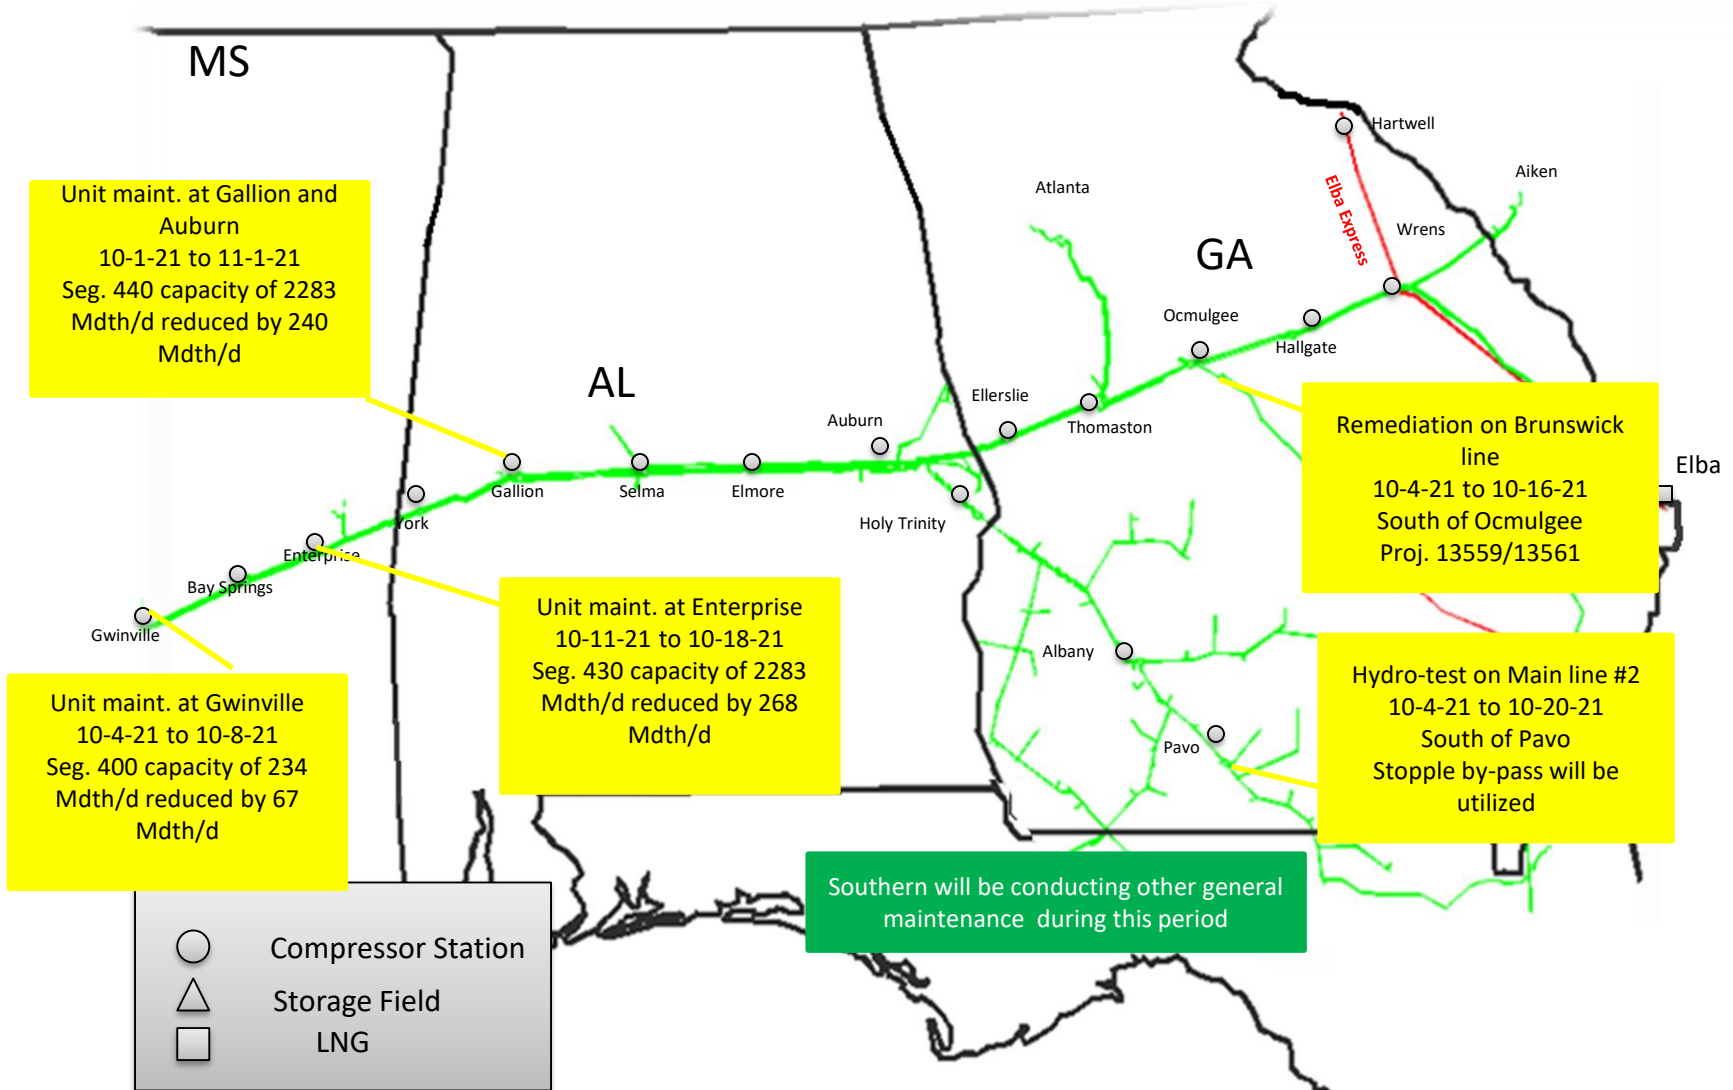 MS
Hartwell
Aiken
Atlanta
Elba Express
Wrens
GA
Unit maint. at Gallion and
Auburn
10-1-21 to 11-1-21
Seg. 440 capacity of 2283
Mdth/d reduced by 240
Mdth/d
Ocmulgee
Hallgate
AL
Ellerslie
Auburn
Thomaston
Remediation on Brunswick
line
10-4-21 to 10-16-21
South of Ocmulgee
Proj. 13559/13561
Elba
Gallion
Selma
Elmore
Holy Trinity
York
Enterprise
Bay Springs
Gwinville
Unit maint. at Enterprise
10-11-21 to 10-18-21
Seg. 430 capacity of 2283
Mdth/d reduced by 268
Mdth/d
Albany
Pavo
Hydro-test on Main line #2
10-4-21 to 10-20-21
South of Pavo
Stopple by-pass will be
utilized
Unit maint. at Gwinville
10-4-21 to 10-8-21
Seg. 400 capacity of 234
Mdth/d reduced by 67
Mdth/d
Southern will be conducting other general
maintenance during this period
Compressor Station
Storage Field
LNG